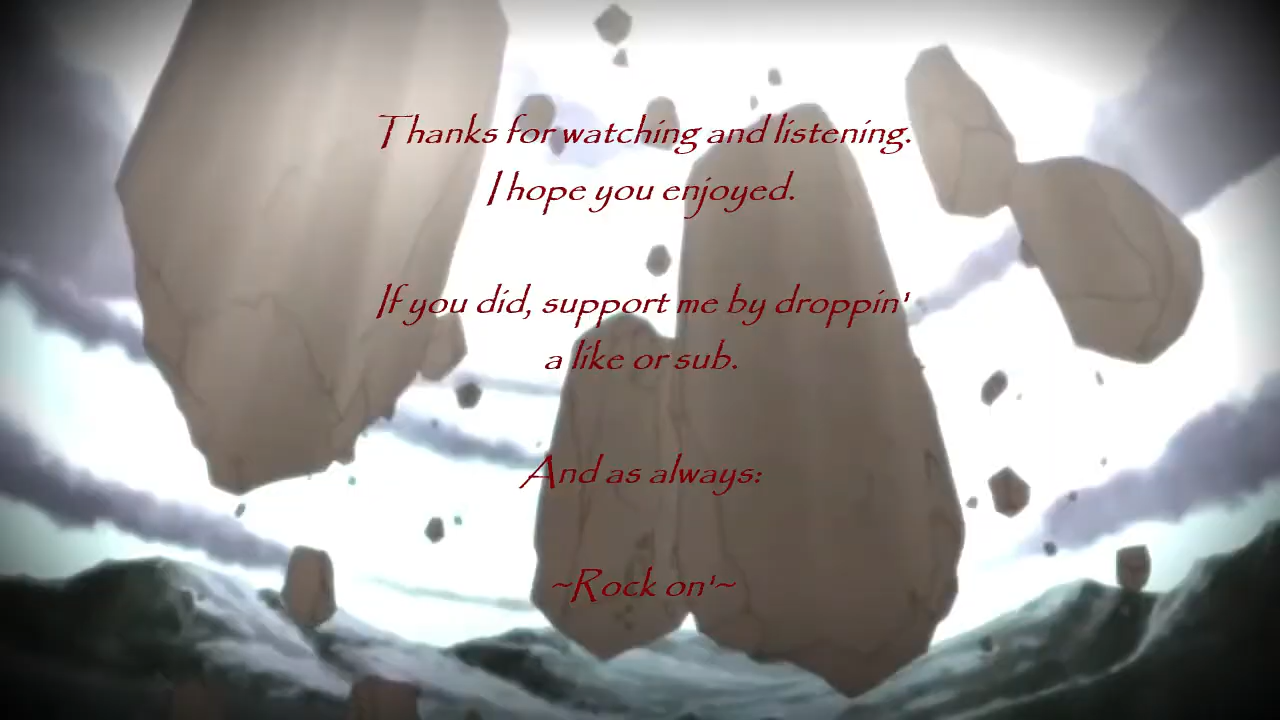 Thanks for watching and listening.
I hope you enjoyed.
If you did, support me by droppin'
a like or sub.
And as always:
~Rock on'~